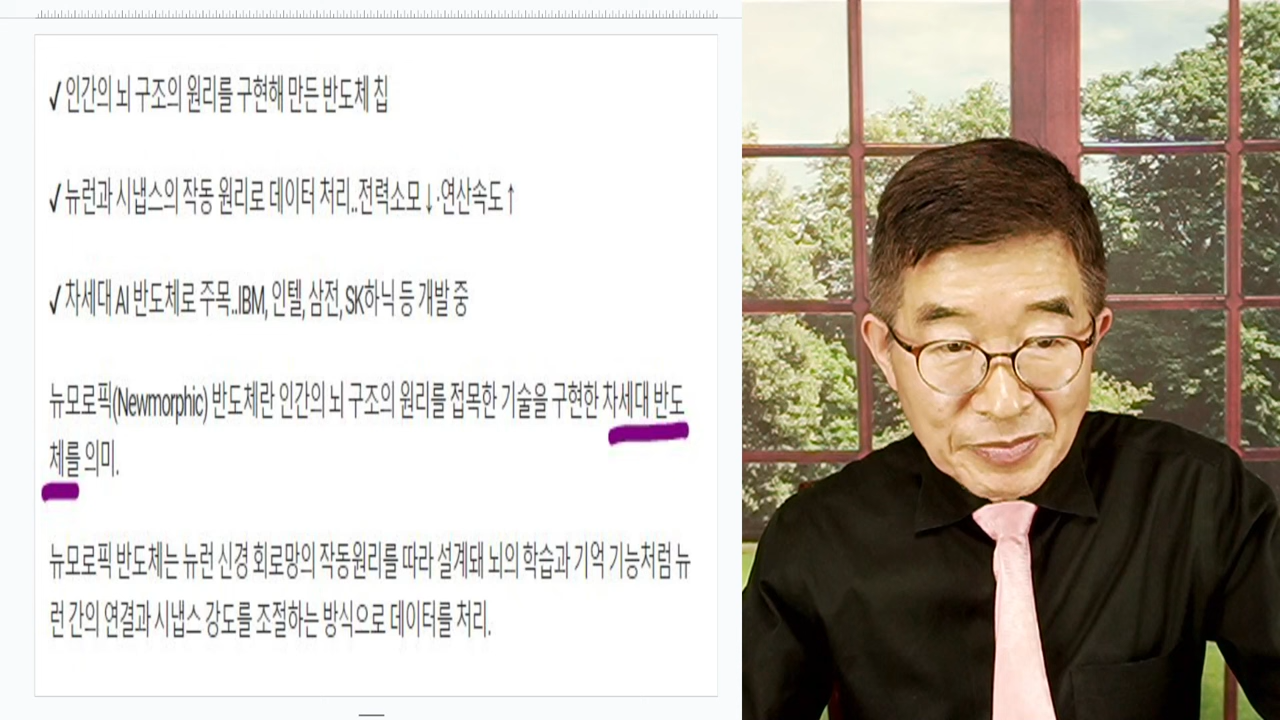 ✓ 인간의 뇌 구조의 원리를 구현해 만든 반도체 칩
✓ 뉴런과 시냅스의 작동 원리로 데이터 처리..전력소모↓·연산속도↑
✓ 차세대 AI 반도체로 주목..IBM, 인텔, 삼전, SK하닉 등 개발 중
뉴모로픽(Newmorphic) 반도체란 인간의 뇌 구조의 원리를 접목한 기술을 구현한 차세대 반도
체를 의미.
뉴모로픽 반도체는 뉴런 신경 회로망의 작동원리를 따라 설계돼 뇌의 학습과 기억 기능처럼 뉴
런 간의 연결과 시냅스 강도를 조절하는 방식으로 데이터를 처리.